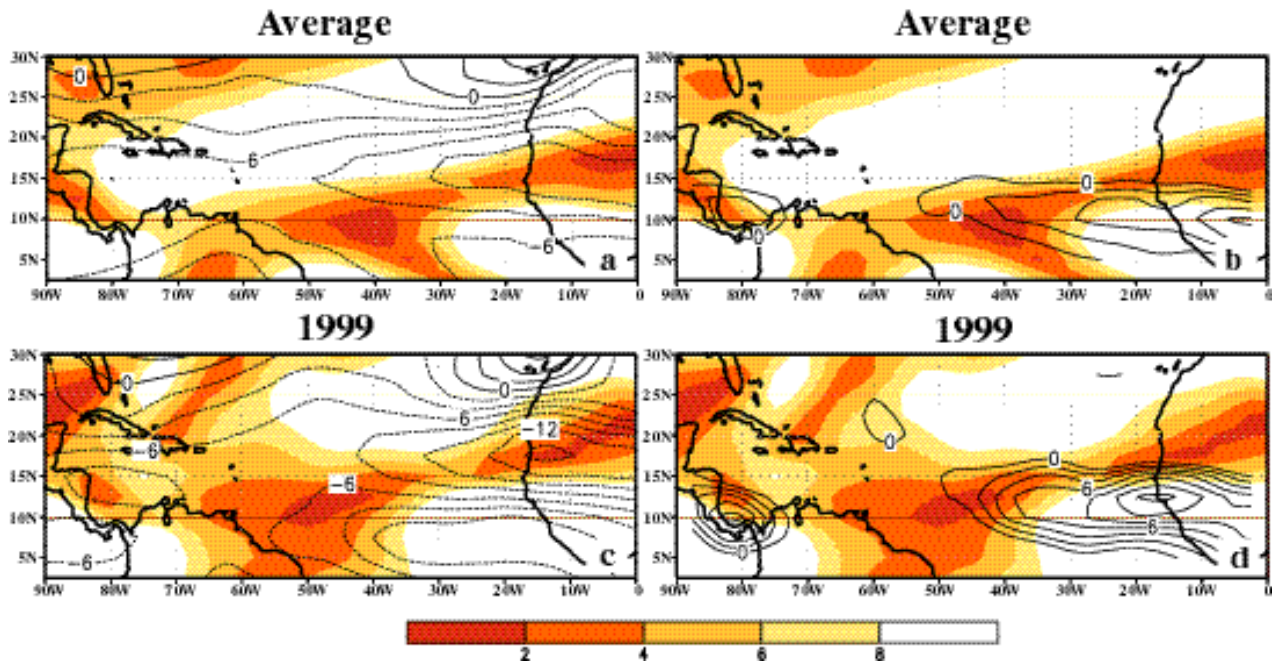 Average Average
30N 30N
0
25N 0 25N
20N 20N
-6
15N 15N 0
10N 10N 0 0
0
5N -6 a 5N b
90W 80W 70W 60W 50W 40W 30W 20W 10W 0 90W 80W 70W 60W 50W 40W 30W 20W 10W 0
1999 1999
30N 30N
0 0
25N 25N
-6 -12
20N 20N 0
-6
15N 15N 0
-6 6
10N 10N
6
0
5N -6 c 5N d
90W 80W 70W 60W 50W 40W 30W 20W 10W 0 90W 80W 70W 60W 50W 40W 30W 20W 10W 0
2 4 6 8